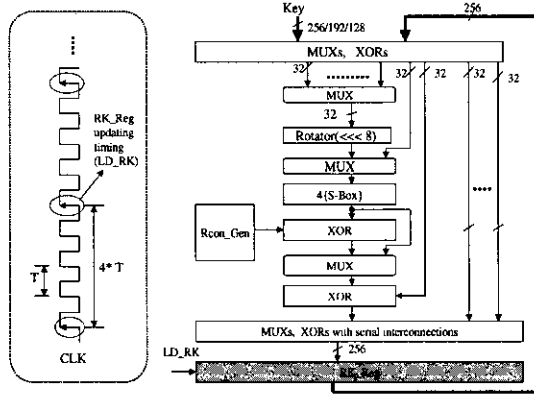 Key
256/192/128
256
MUXs, XORs
32
32
32
32
32
MUX
32
Rotator(<<< 8)
MUX
4{S-Box}
Rcon_Gen
XOR
MUX
XOR
MUXs, XORs with serial interconnections
256
LD_RK
RK_Reg
RK_Reg
updating
timing
(LD_RK)
T
4* T
CLK